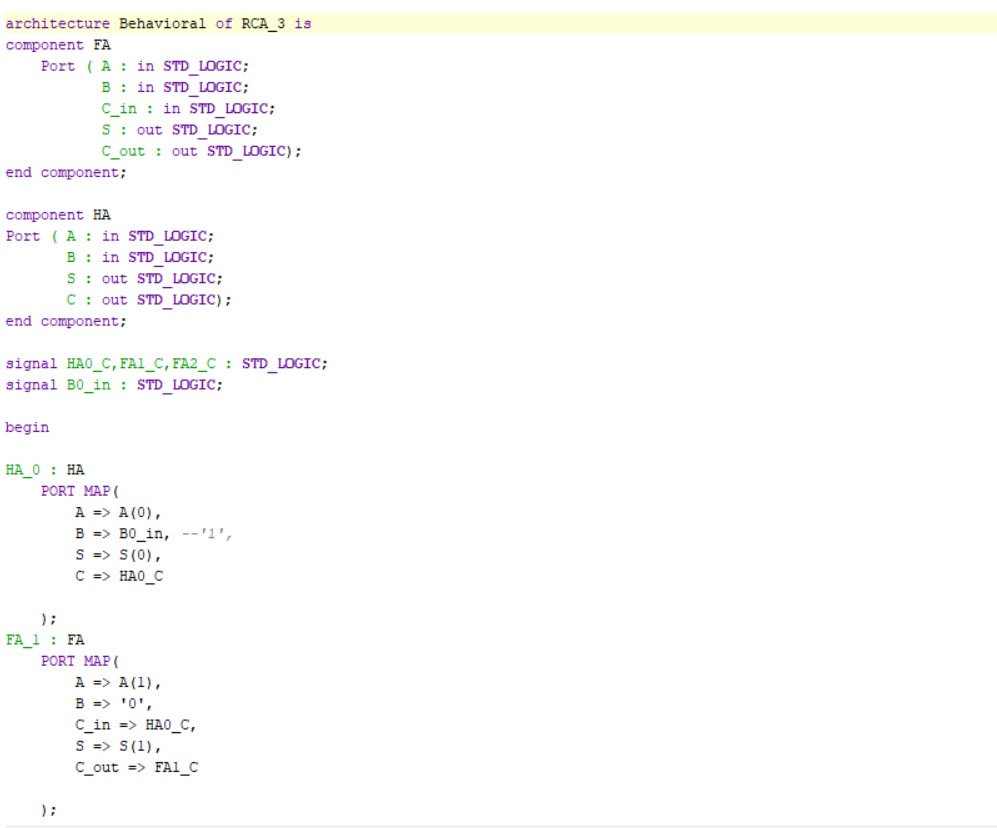 architecture Behavioral of RCA_3 is
component FA
    Port ( A : in STD_LOGIC;
           B : in STD_LOGIC;
           C_in : in STD_LOGIC;
           S : out STD_LOGIC;
           C_out : out STD_LOGIC);
end component;

component HA
Port ( A : in STD_LOGIC;
       B : in STD_LOGIC;
       S : out STD_LOGIC;
       C : out STD_LOGIC);
end component;

signal HA0_C,FA1_C,FA2_C : STD_LOGIC;
signal B0_in : STD_LOGIC;

begin

HA_0 : HA
    PORT MAP(
        A => A(0),
        B => B0_in, --'1',
        S => S(0),
        C => HA0_C

    );
FA_1 : FA
    PORT MAP(
        A => A(1),
        B => '0',
        C_in => HA0_C,
        S => S(1),
        C_out => FA1_C

    );